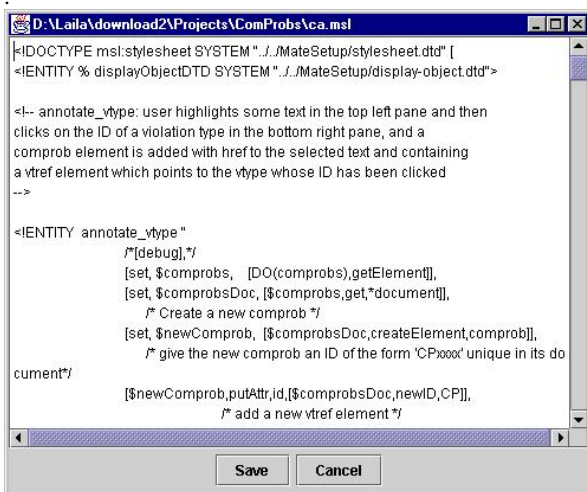 D:\Laila\download2\Projects\ComProbs\ca.msl
<!DOCTYPE msl:stylesheet SYSTEM "../../MateSetup/stylesheet.dtd" [
<!ENTITY % displayObjectDTD SYSTEM "../../MateSetup/display-object.dtd">
<!-- annotate_vtype: user highlights some text in the top left pane and then
clicks on the ID of a violation type in the bottom right pane, and a
comprob element is added with href to the selected text and containing
a vtref element which points to the vtype whose ID has been clicked
-->
<!ENTITY annotate_vtype "
/*[debug],*/
[set, $comprobs, [DO(comprobs),getElement]],
[set, $comprobsDoc, [$comprobs,get,*document]],
/* Create a new comprob */
[set, $newComprob, [$comprobsDoc,createElement,comprob]],
/* give the new comprob an ID of the form 'CPxxxx' unique in its do
cument*/
[$newComprob,putAttr,id,[$comprobsDoc,newID,CP]],
/* add a new vtref element */
Save Cancel